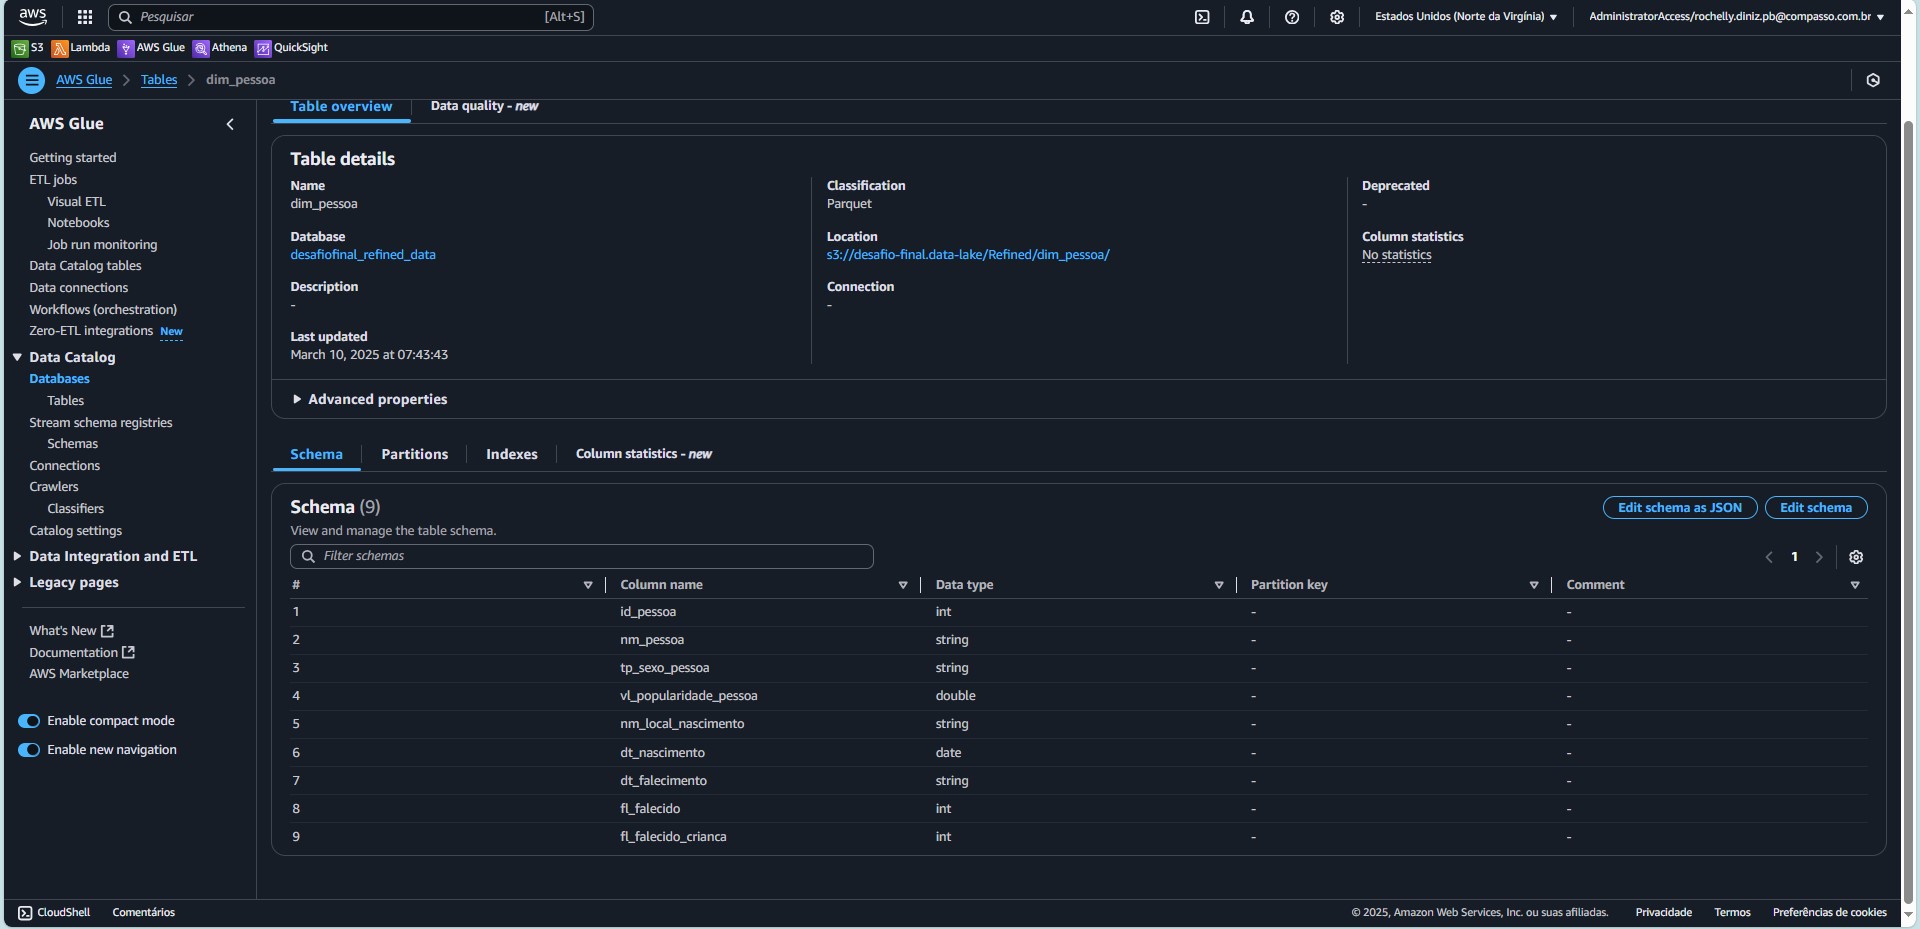 aws Pesquisar [Alt+S] Estados Unidos (Norte da Virgínia) AdministratorAccess/rochelly.diniz.pb@compasso.com.br
S3 Lambda AWS Glue Athena QuickSight
AWS Glue Tables dim_pessoa
AWS Glue
Getting started
ETL jobs
Visual ETL
Notebooks
Job run monitoring
Data Catalog tables
Data connections
Workflows (orchestration)
Zero-ETL integrations New
Data Catalog
Databases
Tables
Stream schema registries
Schemas
Connections
Crawlers
Classifiers
Catalog settings
Data Integration and ETL
Legacy pages
What's New
Documentation
AWS Marketplace
Enable compact mode
Enable new navigation
Table overview Data quality - new
Table details
Name
dim_pessoa
Database
desafiofinal_refined_data
Description
-
Last updated
March 10, 2025 at 07:43:43
Classification
Parquet
Location
s3://desafio-final.data-lake/Refined/dim_pessoa/
Connection
-
Deprecated
-
Column statistics
No statistics
Advanced properties
Schema Partitions Indexes Column statistics - new
Schema (9)
View and manage the table schema.
Edit schema as JSON Edit schema
Filter schemas
1
# Column name Data type Partition key Comment
1 id_pessoa int - -
2 nm_pessoa string - -
3 tp_sexo_pessoa string - -
4 vl_popularidade_pessoa double - -
5 nm_local_nascimento string - -
6 dt_nascimento date - -
7 dt_falecimento string - -
8 fl_falecido int - -
9 fl_falecido_crianca int - -
CloudShell Comentários © 2025, Amazon Web Services, Inc. ou suas afiliadas. Privacidade Termos Preferências de cookies